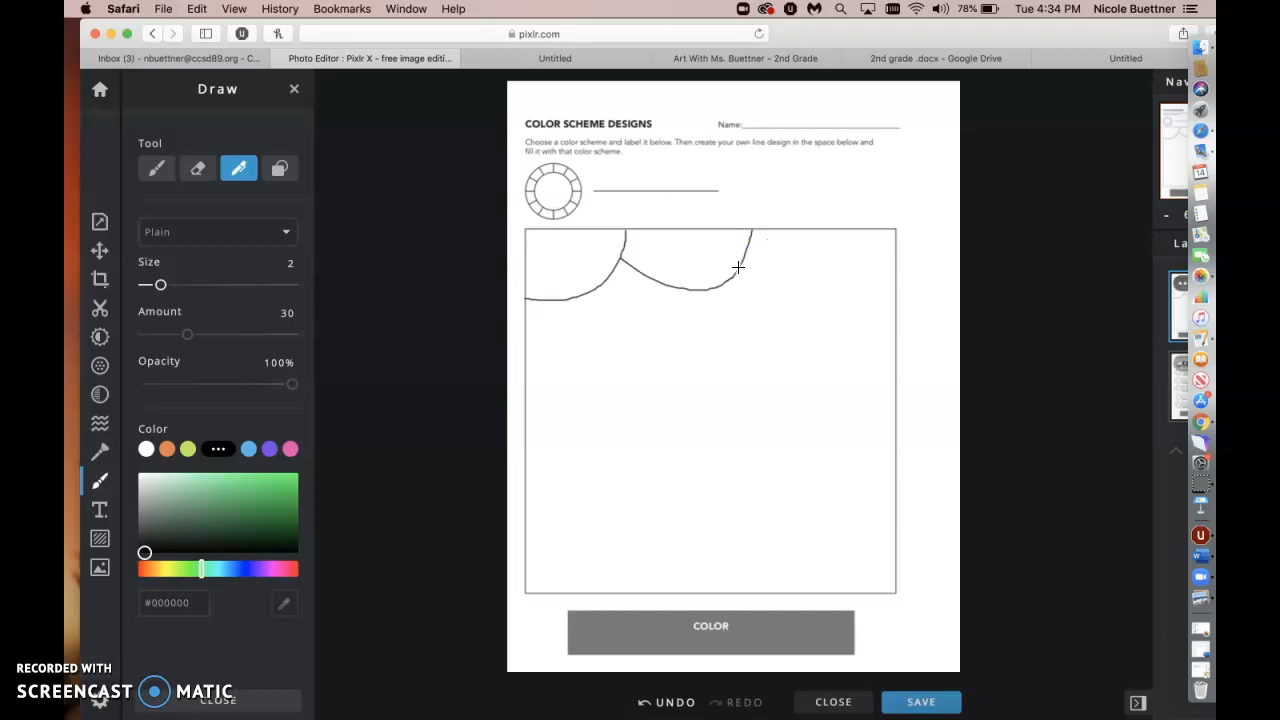 Safari File Edit View History Bookmarks Window Help 78% Tue 4:34 PM Nicole Buettner
pixlr.com
Inbox (3) - nbuettner@ccsd89.org - C... Photo Editor : Pixlr X - free image editi... Untitled Art With Ms. Buettner - 2nd Grade 2nd grade .docx - Google Drive Untitled
Draw
Nav
Tool
Plain
Size 2
Amount 30
Opacity 100%
Color
#000000
CLOSE
COLOR SCHEME DESIGNS Name:
Choose a color scheme and label it below. Then create your own line design in the space below and
fill it with that color scheme.
COLOR
UNDO REDO CLOSE SAVE
La
RECORDED WITH
SCREENCAST MATIC